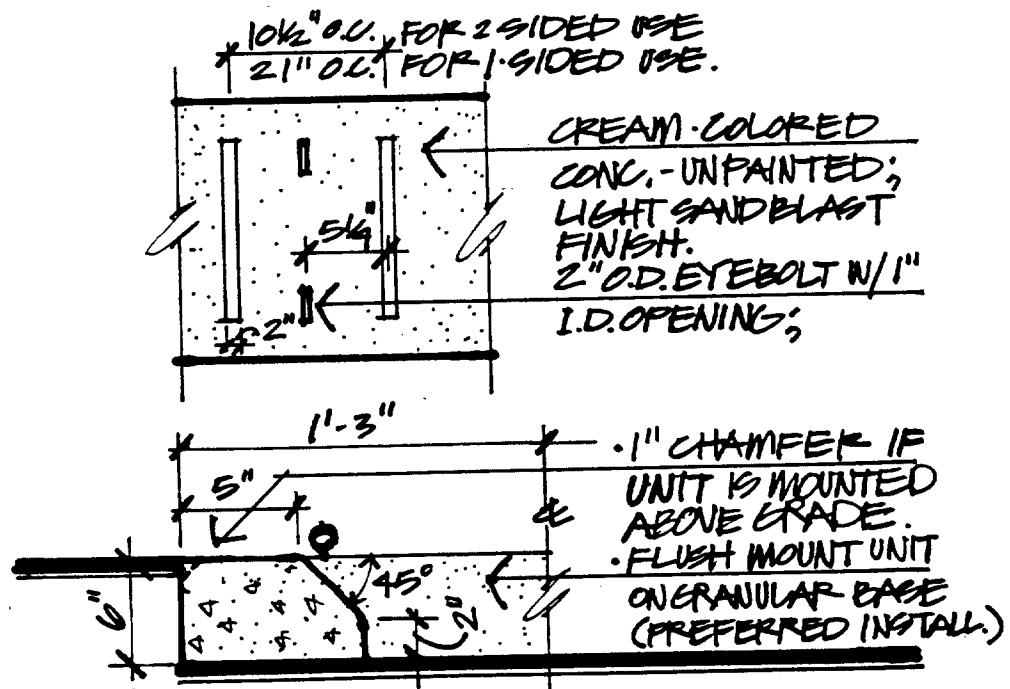 10½" O.C. FOR 2 SIDED USE
21" O.C. FOR 1-SIDED USE.
CREAM-COLORED
CONC.-UNPAINTED;
LIGHT SANDBLAST
FINISH.
5¼"
2" O.D. EYEBOLT W/1"
I.D. OPENING;
2"
1'-3"
·1" CHAMFER IF
UNIT IS MOUNTED
ABOVE GRADE.
5"
℄
·FLUSH MOUNT UNIT
ON GRANULAR BASE
(PREFERRED INSTALL.)
45°
6"
2"